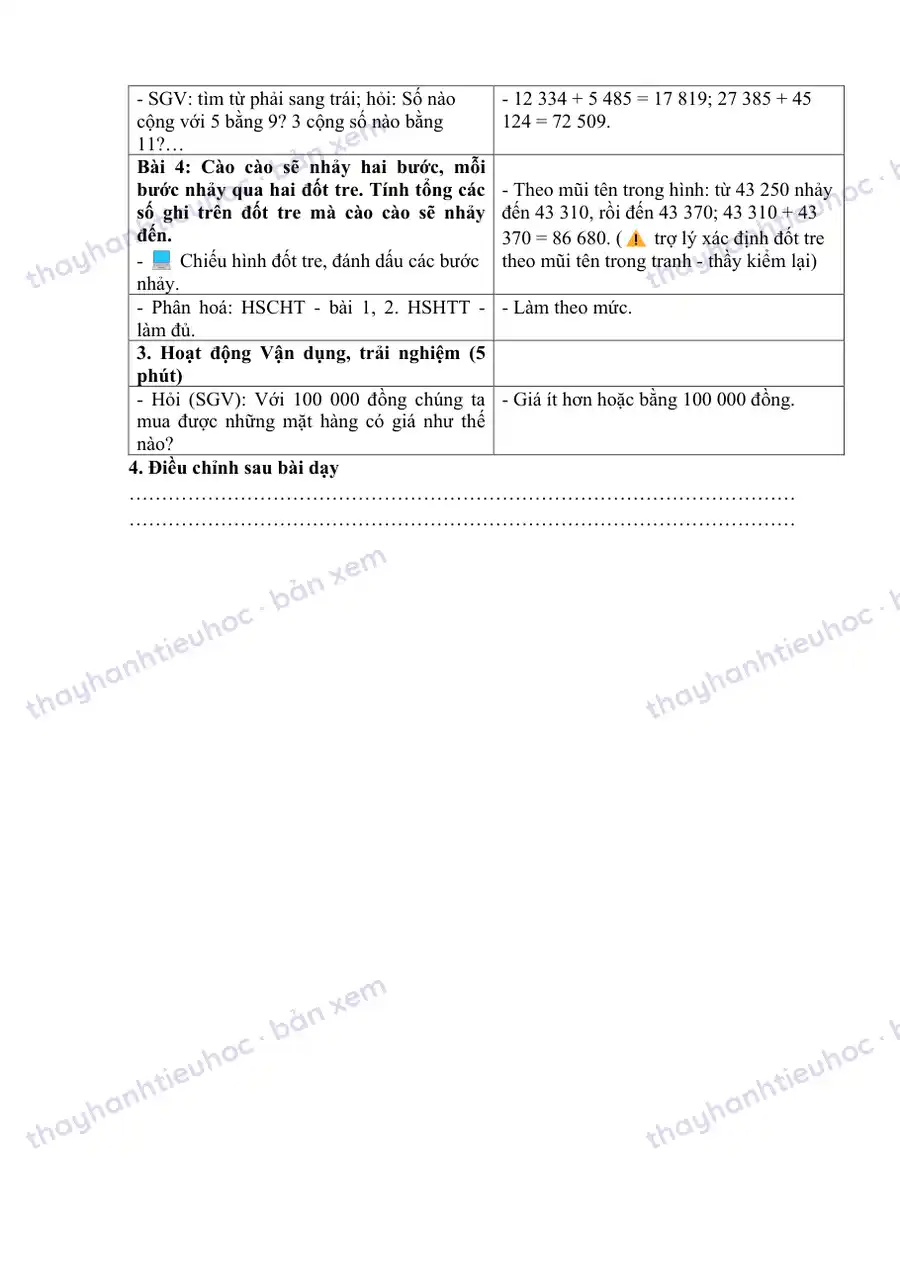 - SGV: tìm từ phải sang trái; hỏi: Số nào
cộng với 5 bằng 9? 3 cộng số nào bằng
11?…
- 12 334 + 5 485 = 17 819; 27 385 + 45
124 = 72 509.
Bài 4: Cào cào sẽ nhảy hai bước, mỗi
bước nhảy qua hai đốt tre. Tính tổng các
số ghi trên đốt tre mà cào cào sẽ nhảy
đến.
- 💻 Chiếu hình đốt tre, đánh dấu các bước
nhảy.
- Theo mũi tên trong hình: từ 43 250 nhảy
đến 43 310, rồi đến 43 370; 43 310 + 43
370 = 86 680. (⚠ trợ lý xác định đốt tre
theo mũi tên trong tranh - thầy kiểm lại)
- Phân hoá: HSCHT - bài 1, 2. HSHTT -
làm đủ.
- Làm theo mức.
3. Hoạt động Vận dụng, trải nghiệm (5
phút)
- Hỏi (SGV): Với 100 000 đồng chúng ta
mua được những mặt hàng có giá như thế
nào?
- Giá ít hơn hoặc bằng 100 000 đồng.
4. Điều chỉnh sau bài dạy
……………………………………………………………………………………………
……………………………………………………………………………………………
thayhanhtieuhoc · bản xem
thayhanhtieuhoc · b
thayhanhtieuhoc · bản xem
thayhanhtieuhoc · b
thayhanhtieuhoc · bản xem
thayhanhtieuhoc · b